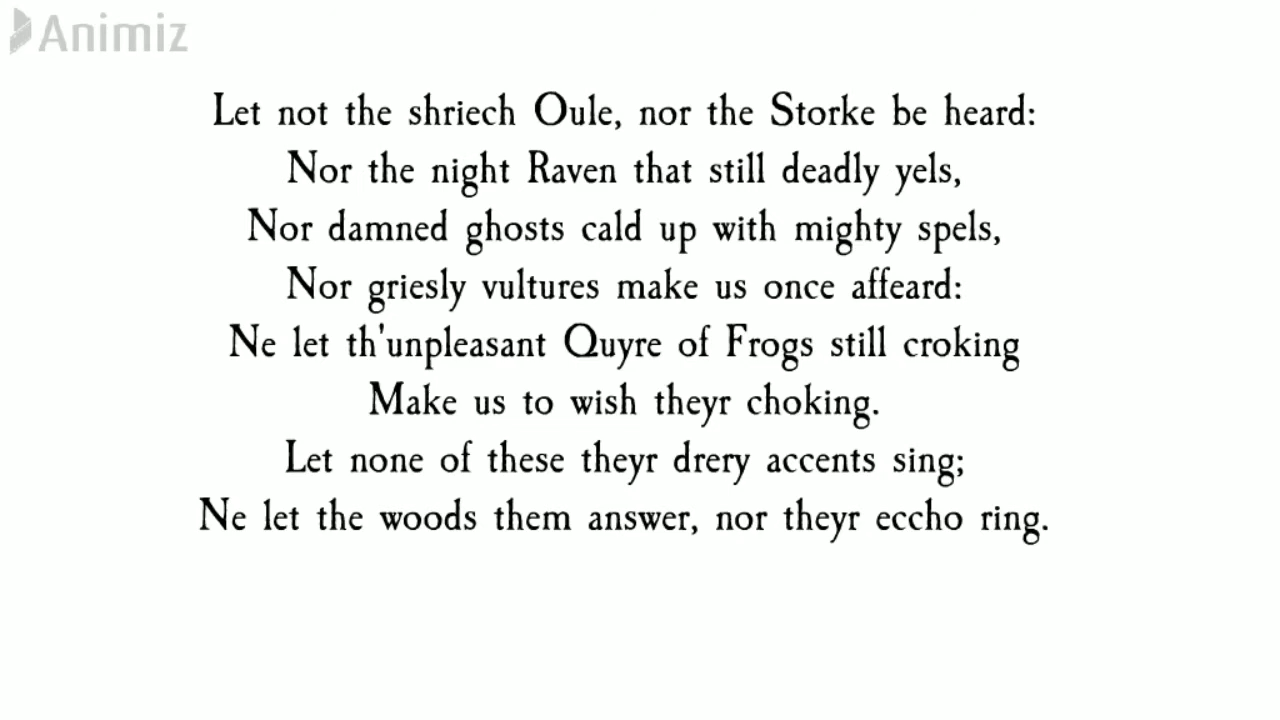 Animiz
Let not the shriech Oule, nor the Storke be heard:
Nor the night Raven that still deadly yels,
Nor damned ghosts cald up with mighty spels,
Nor griesly vultures make us once affeard:
Ne let th'unpleasant Quyre of Frogs still croking
Make us to wish theyr choking.
Let none of these theyr drery accents sing;
Ne let the woods them answer, nor theyr eccho ring.